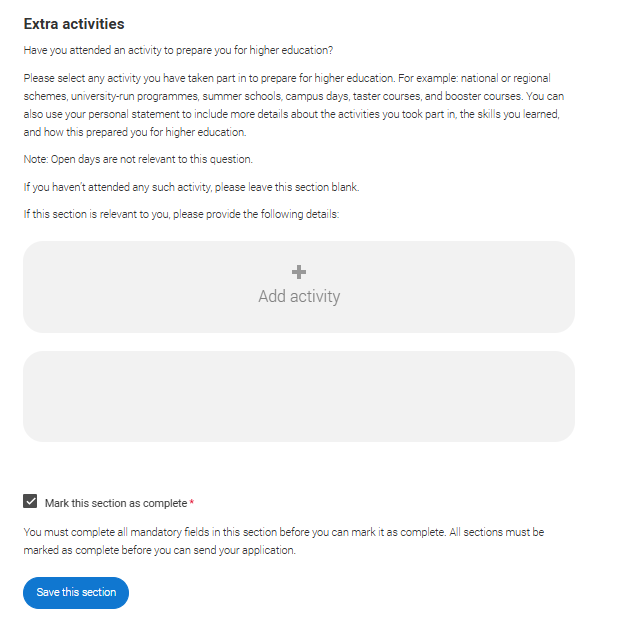 Extra activities
Have you attended an activity to prepare you for higher education?
Please select any activity you have taken part in to prepare for higher education. For example: national or regional
schemes, university-run programmes, summer schools, campus days, taster courses, and booster courses. You can
also use your personal statement to include more details about the activities you took part in, the skills you learned,
and how this prepared you for higher education.
Note: Open days are not relevant to this question.
If you haven't attended any such activity, please leave this section blank.
If this section is relevant to you, please provide the following details:
Add activity
Mark this section as complete *
You must complete all mandatory fields in this section before you can mark it as complete. All sections must be
marked as complete before you can send your application.
Save this section